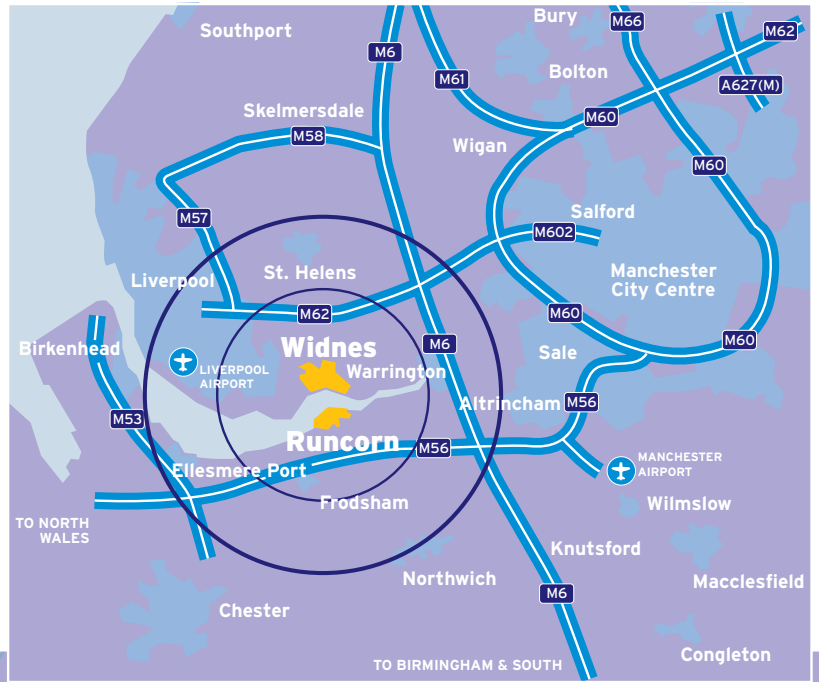 Bury
M66
M62
Southport
M6
M61
Bolton
A627(M)
Skelmersdale
M60
M58
Wigan
M60
M57
Salford
M602
St. Helens
Manchester
City Centre
Liverpool
M62
M60
M60
Birkenhead
Widnes
M6
Sale
LIVERPOOL
AIRPORT
Warrington
Altrincham
M56
M53
Runcorn
M56
MANCHESTER
AIRPORT
Ellesmere Port
Frodsham
Wilmslow
TO NORTH
WALES
Knutsford
Northwich
Macclesfield
M6
Chester
Congleton
TO BIRMINGHAM & SOUTH